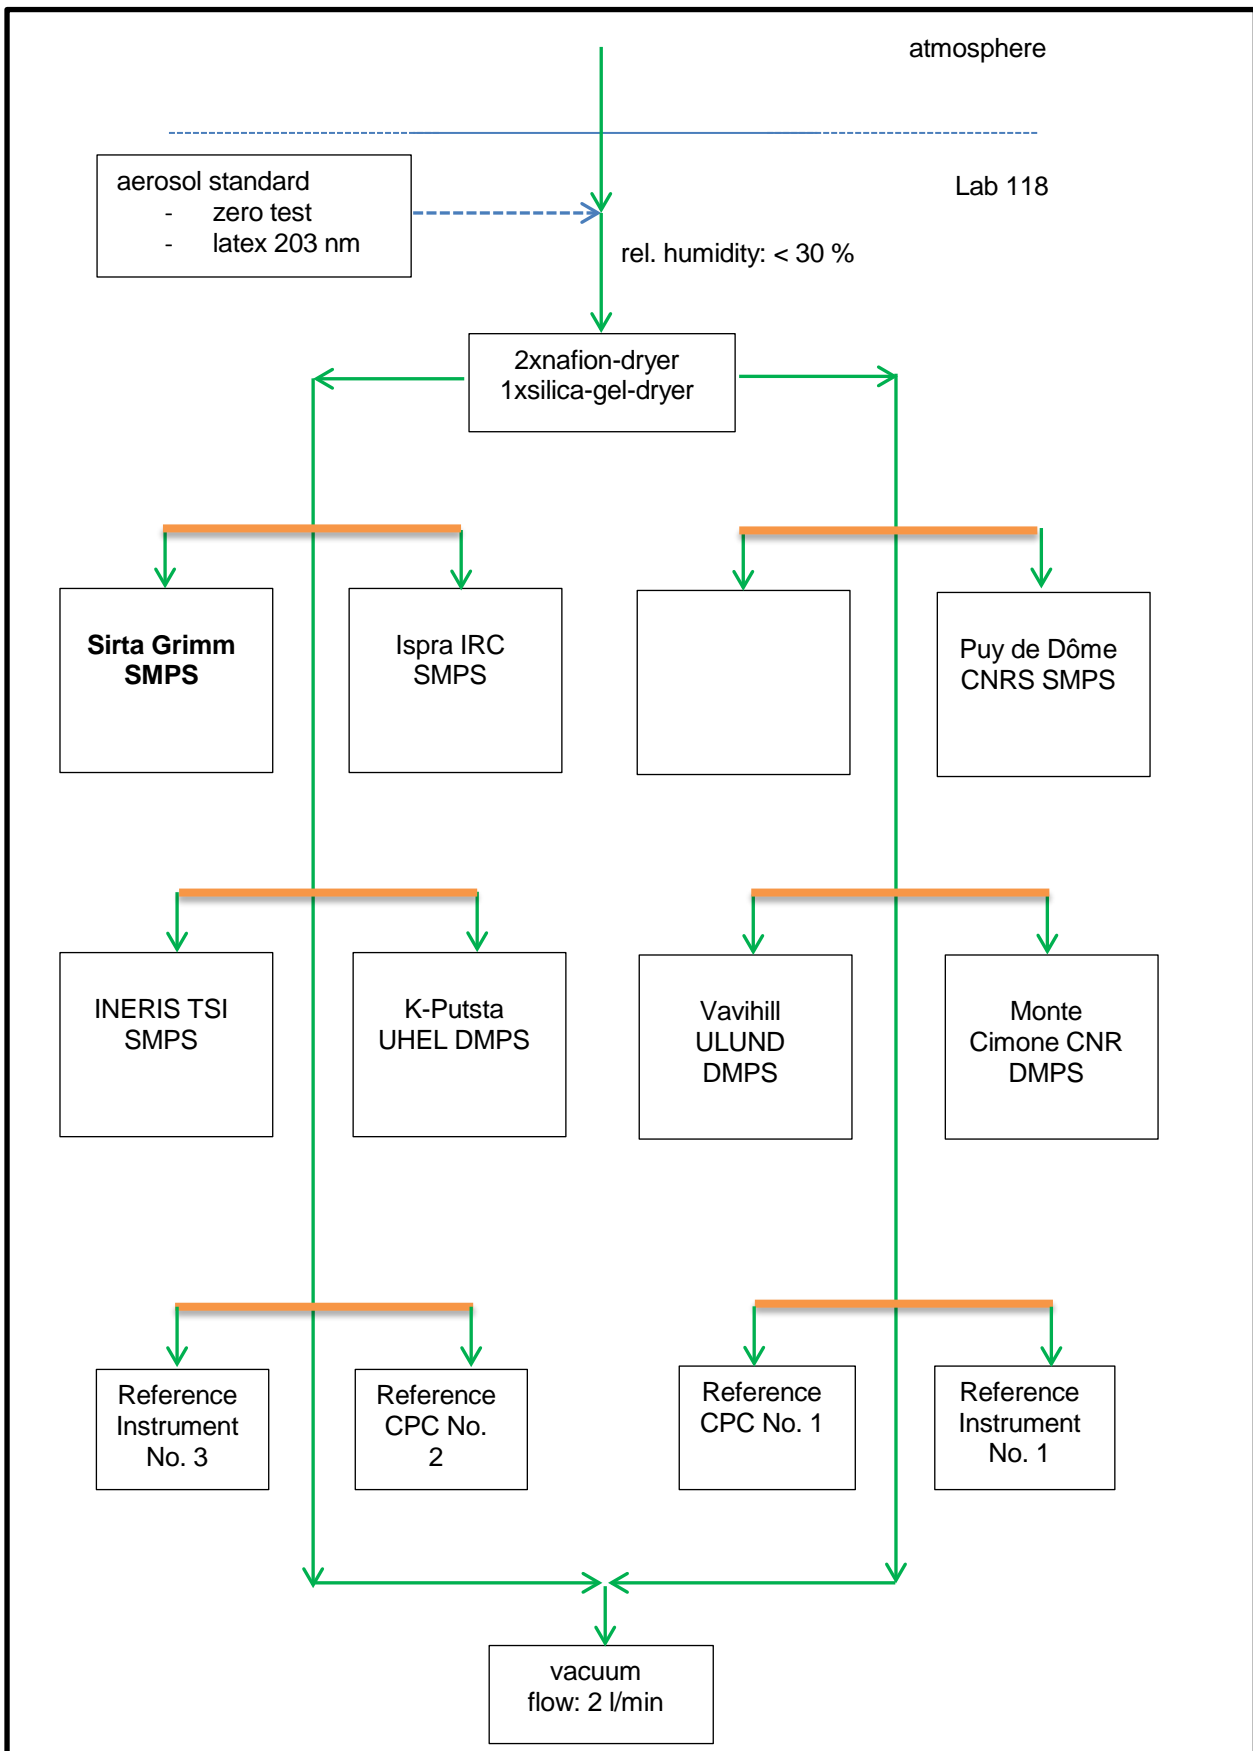 atmosphere
aerosol standard
- zero test
- latex 203 nm
Lab 118
rel. humidity: < 30 %
2xnafion-dryer
1xsilica-gel-dryer
Sirta Grimm
SMPS
Ispra IRC
SMPS
Puy de Dôme
CNRS SMPS
INERIS TSI
SMPS
K-Putsta
UHEL DMPS
Vavihill
ULUND
DMPS
Monte
Cimone CNR
DMPS
Reference
Instrument
No. 3
Reference
CPC No.
2
Reference
CPC No. 1
Reference
Instrument
No. 1
vacuum
flow: 2 l/min